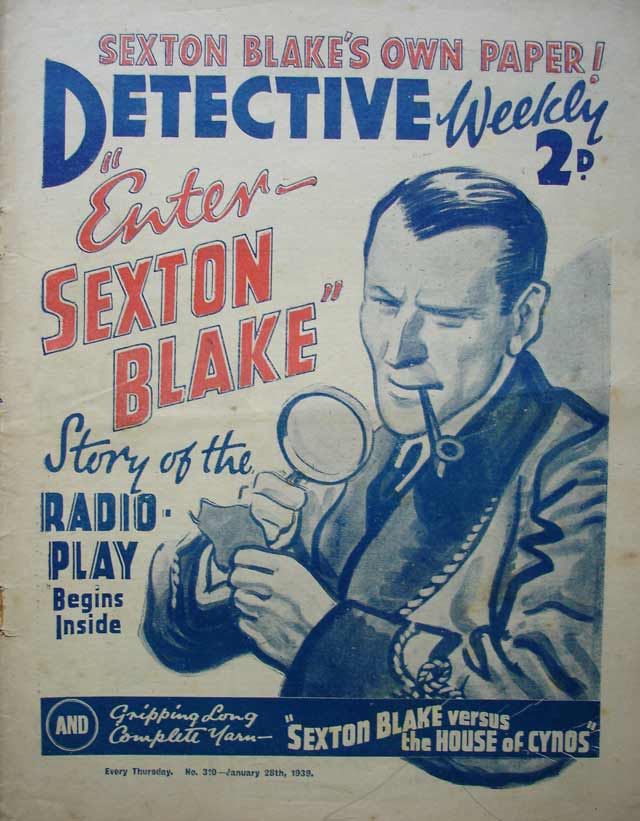 SEXTON BLAKE'S OWN PAPER!
DETECTIVE Weekly
2D.
"Enter—
SEXTON
BLAKE"
Story of the
RADIO-
PLAY
Begins
Inside
AND Gripping Long
Complete Yarn—
"SEXTON BLAKE versus
the HOUSE of CYNOS"
Every Thursday. No. 310—January 28th, 1939.